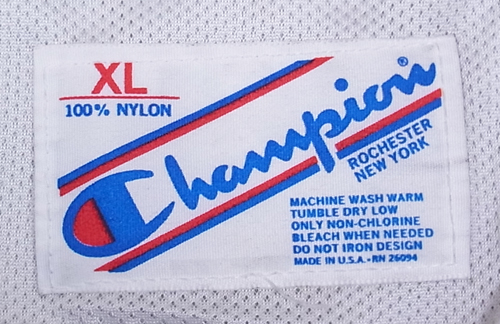 XL
100% NYLON
Champion®
ROCHESTER
NEW YORK
MACHINE WASH WARM
TUMBLE DRY LOW
ONLY NON-CHLORINE
BLEACH WHEN NEEDED
DO NOT IRON DESIGN
MADE IN U.S.A.-RN 26094